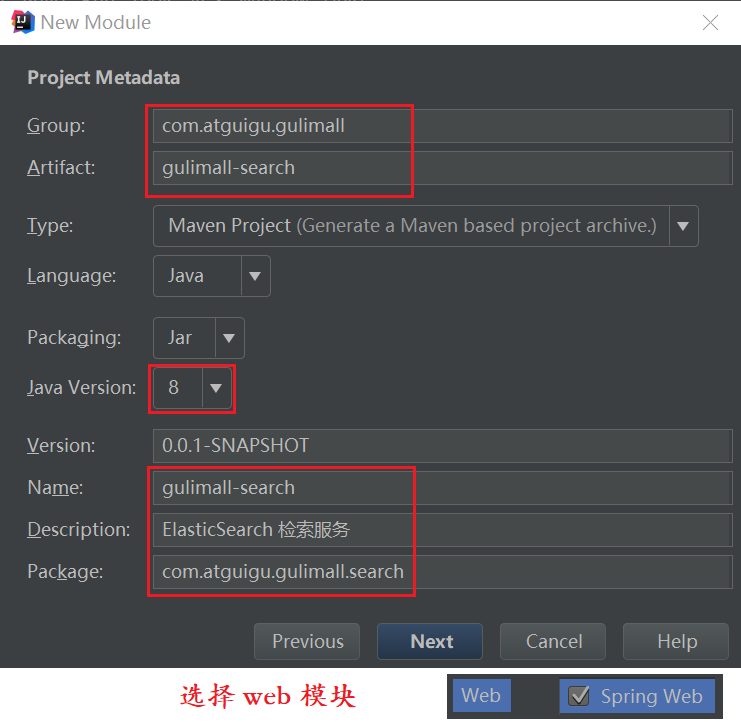 New Module
Project Metadata
Group: com.atguigu.gulimall
Artifact: gulimall-search
Type: Maven Project (Generate a Maven based project archive.)
Language: Java
Packaging: Jar
Java Version: 8
Version: 0.0.1-SNAPSHOT
Name: gulimall-search
Description: ElasticSearch 检索服务
Package: com.atguigu.gulimall.search
Previous Next Cancel Help
选择 web 模块 Web Spring Web